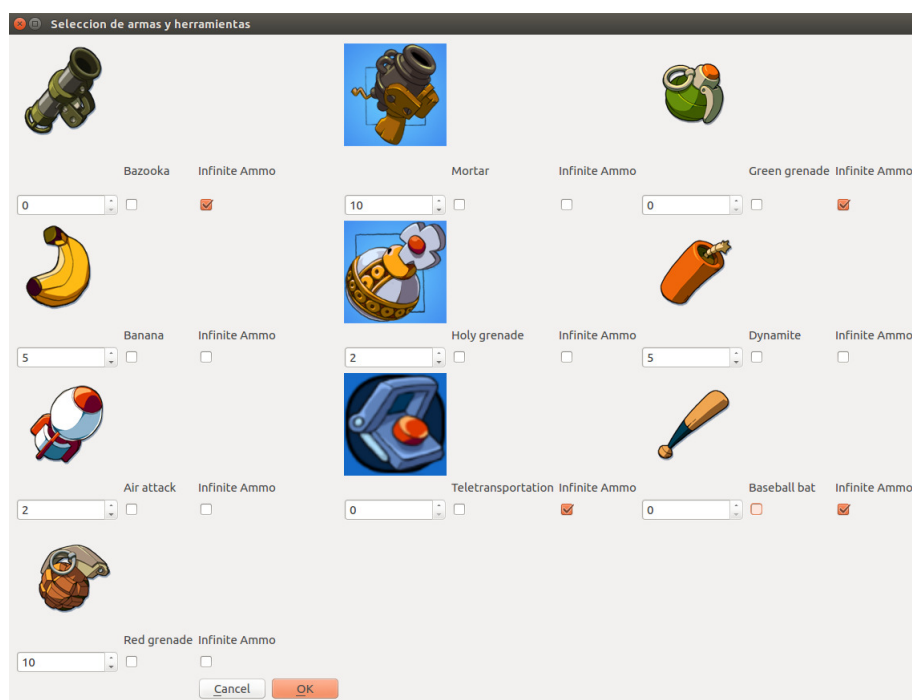 Seleccion de armas y herramientas
Bazooka Infinite Ammo Mortar Infinite Ammo Green grenade Infinite Ammo
0 10 0
Banana Infinite Ammo Holy grenade Infinite Ammo Dynamite Infinite Ammo
5 2 5
Air attack Infinite Ammo Teletransportation Infinite Ammo Baseball bat Infinite Ammo
2 0 0
Red grenade Infinite Ammo
10
Cancel OK